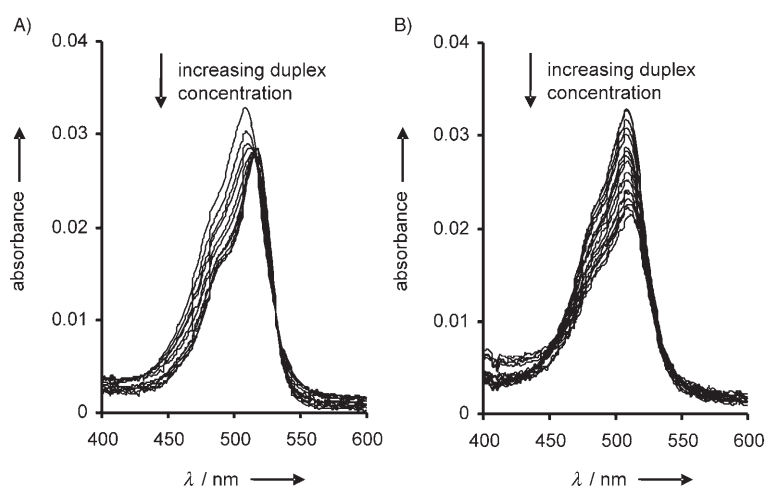 A)
0.04
0.03
0.02
0.01
0
absorbance
increasing duplex
concentration
400 450 500 550 600
λ / nm
B)
0.04
0.03
0.02
0.01
0
absorbance
increasing duplex
concentration
400 450 500 550 600
λ / nm